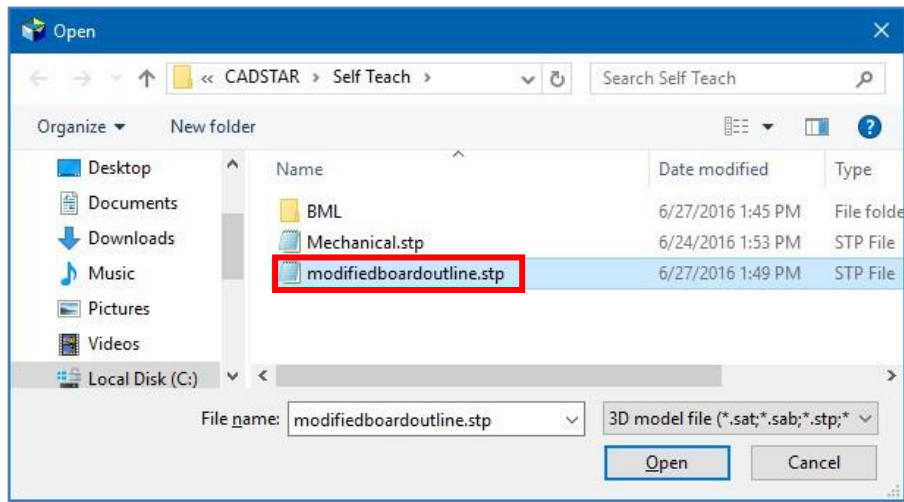 Open
« CADSTAR > Self Teach >
Search Self Teach
Organize
New folder
Name
Date modified
Type
Desktop
Documents
Downloads
Music
Pictures
Videos
Local Disk (C:)
BML 6/27/2016 1:45 PM File folde
Mechanical.stp 6/24/2016 1:53 PM STP File
modifiedboardoutline.stp 6/27/2016 1:49 PM STP File
File name: modifiedboardoutline.stp
3D model file (*.sat;*.sab;*.stp;*
Open
Cancel